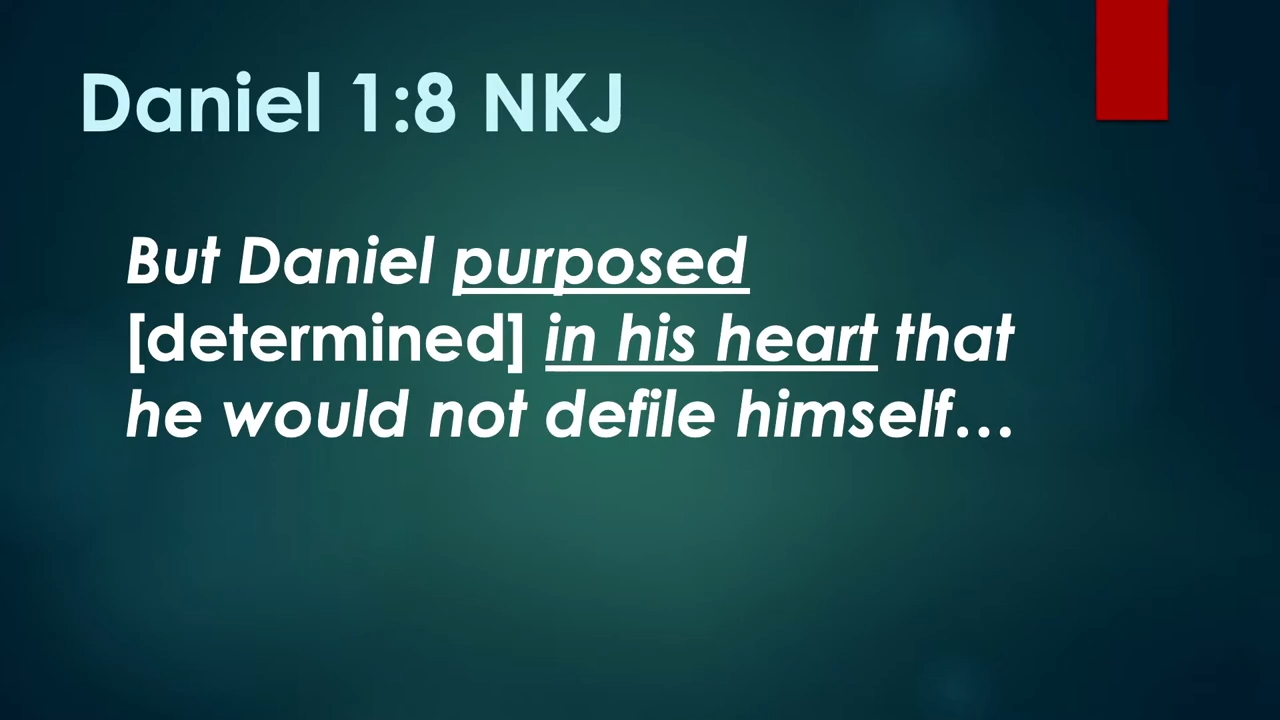 Daniel 1:8 NKJ
But Daniel purposed
[determined] in his heart that
he would not defile himself…